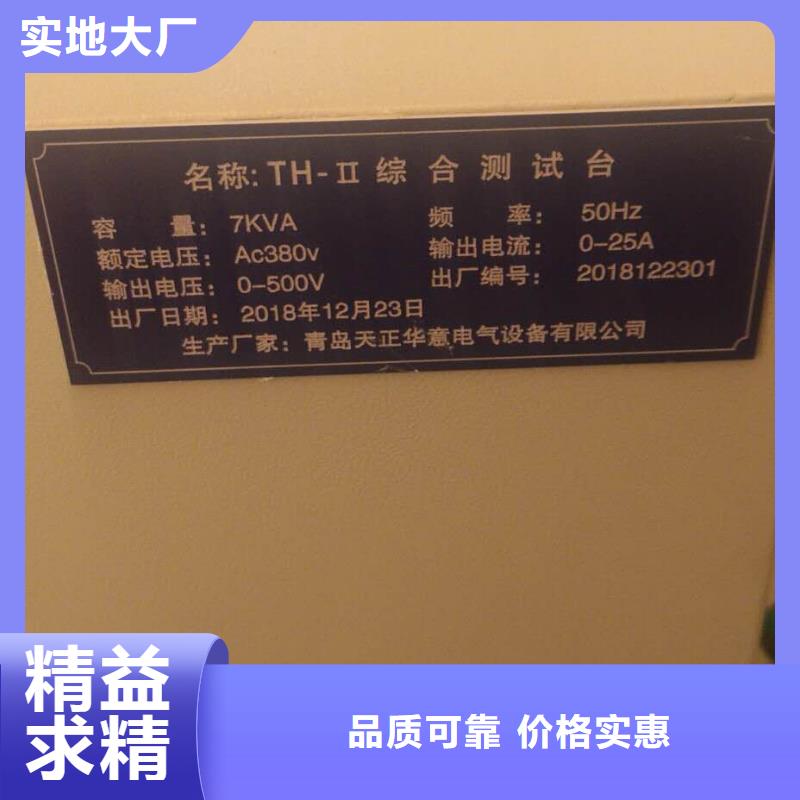 实地大厂
名称: TH-Ⅱ 综合测试台
容量: 7KVA 频率: 50Hz
额定电压: Ac380v 输出电流: 0-25A
输出电压: 0-500V 出厂编号: 2018122301
出厂日期: 2018年12月23日
生产厂家: 青岛天正华意电气设备有限公司
精益
求精
品质可靠 价格实惠